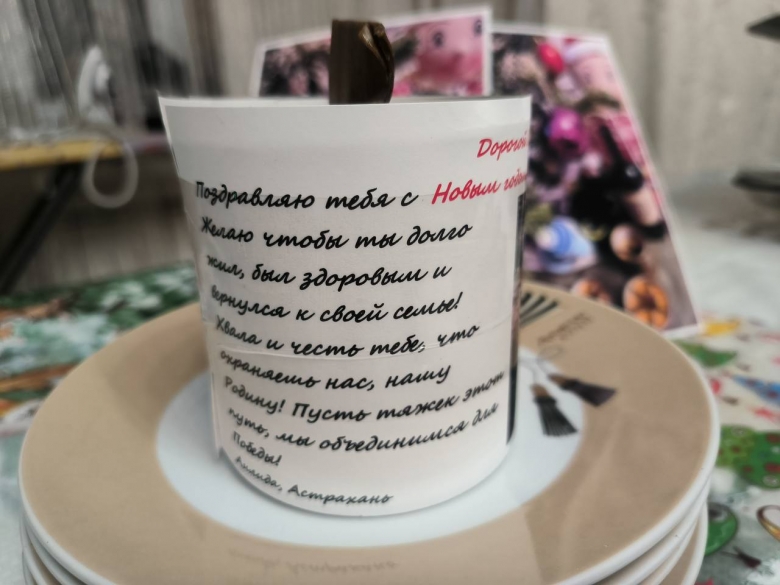 Дорогой
Поздравляю тебя с Новым годом
Желаю чтобы ты долго
жил, был здоровым и
вернулся к своей семье!
Хвала и честь тебе, что
охраняешь нас, нашу
Родину! Пусть тяжек этот
путь, мы объединимся для
Победы!
Астрахань